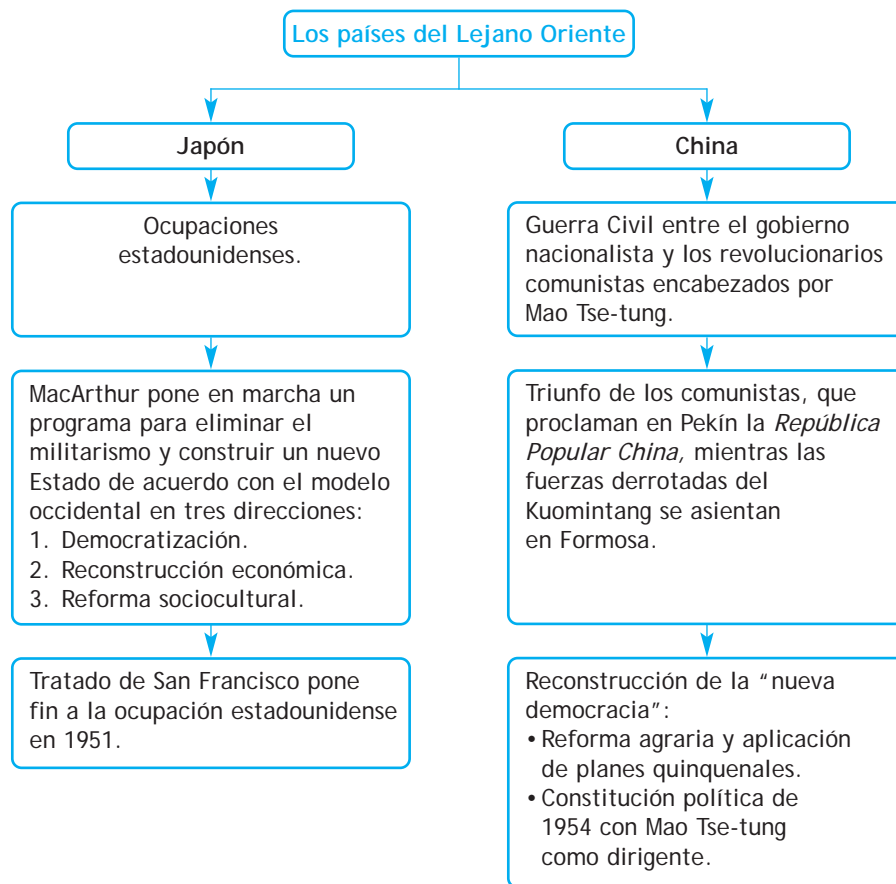 Los países del Lejano Oriente
Japón
Ocupaciones
estadounidenses.
MacArthur pone en marcha un
programa para eliminar el
militarismo y construir un nuevo
Estado de acuerdo con el modelo
occidental en tres direcciones:
1. Democratización.
2. Reconstrucción económica.
3. Reforma sociocultural.
Tratado de San Francisco pone
fin a la ocupación estadounidense
en 1951.
China
Guerra Civil entre el gobierno
nacionalista y los revolucionarios
comunistas encabezados por
Mao Tse-tung.
Triunfo de los comunistas, que
proclaman en Pekín la República
Popular China, mientras las
fuerzas derrotadas del
Kuomintang se asientan
en Formosa.
Reconstrucción de la “nueva
democracia”:
• Reforma agraria y aplicación
de planes quinquenales.
• Constitución política de
1954 con Mao Tse-tung
como dirigente.